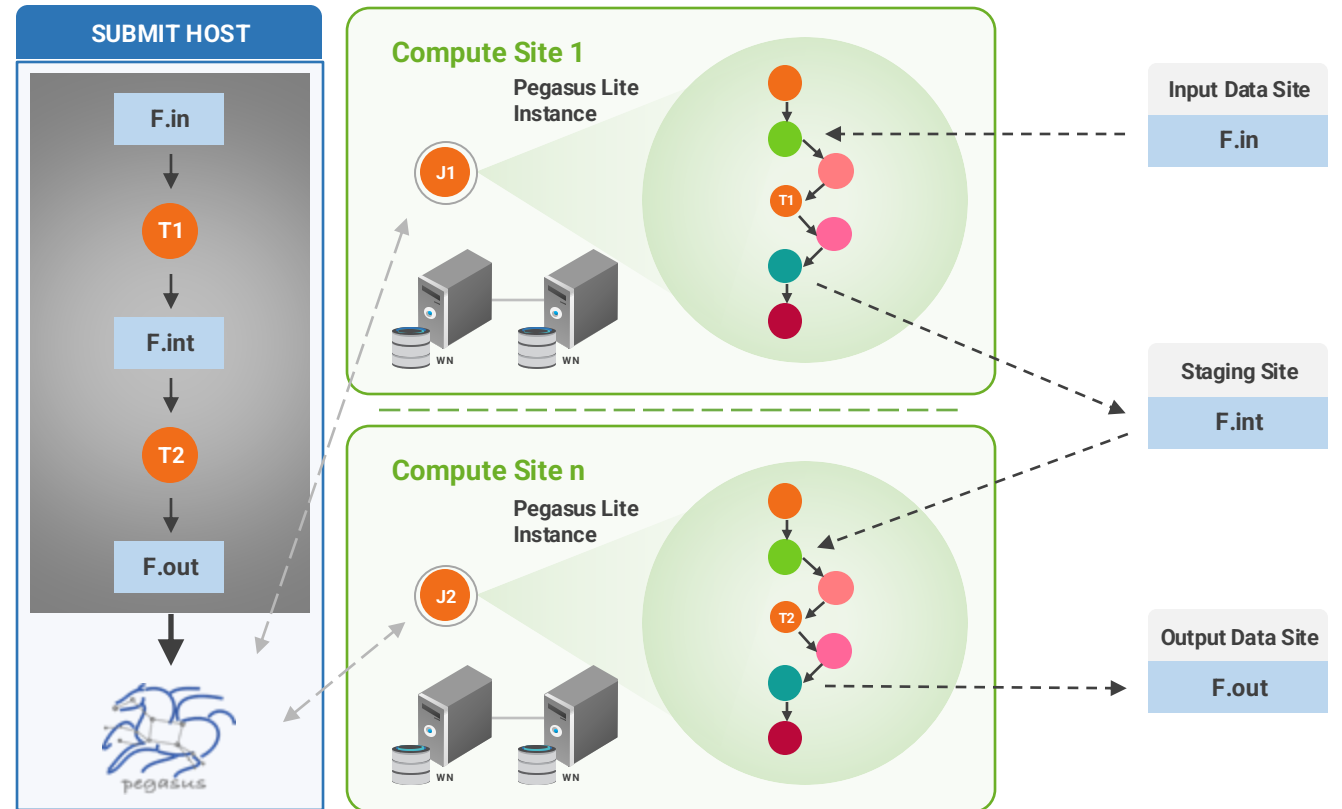 SUBMIT HOST
F.in
T1
F.int
T2
F.out
pegasus
Compute Site 1
Pegasus Lite
Instance
J1
T1
WN
WN
Compute Site n
Pegasus Lite
Instance
J2
T2
WN
WN
Input Data Site
F.in
Staging Site
F.int
Output Data Site
F.out